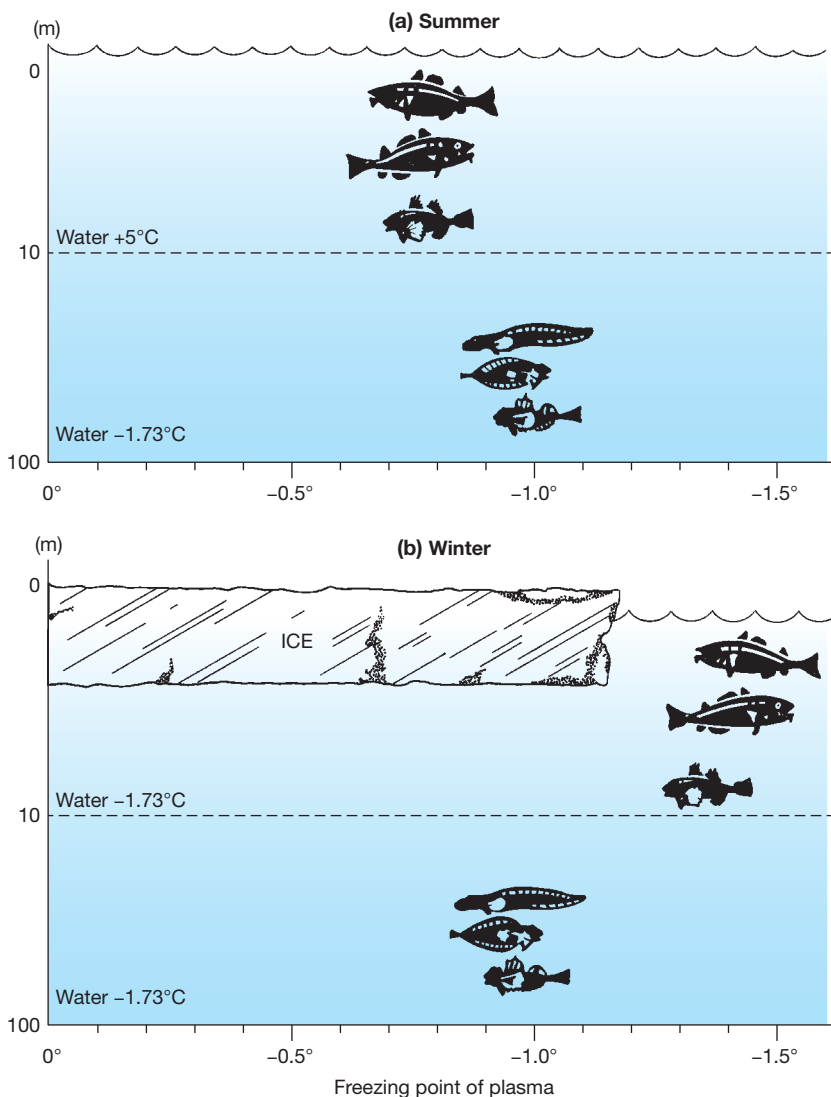 (a) Summer
(m)
0
Water +5°C
10
Water −1.73°C
100
0° −0.5° −1.0° −1.5°
(b) Winter
(m)
0
ICE
Water −1.73°C
10
Water −1.73°C
100
0° −0.5° −1.0° −1.5°
Freezing point of plasma